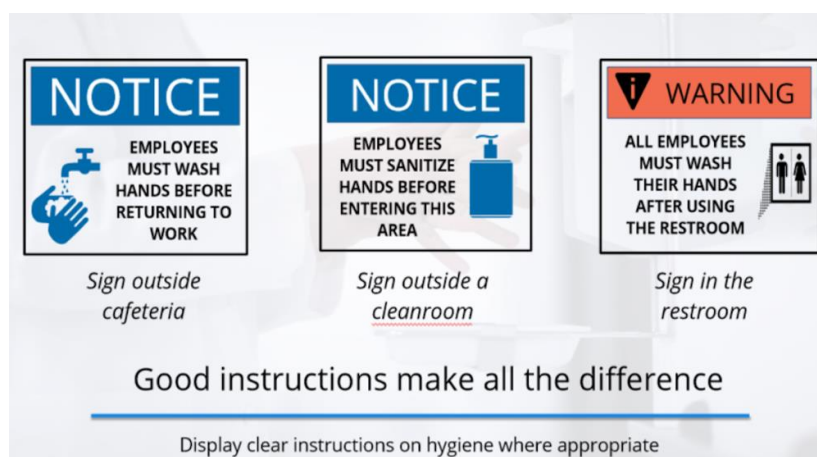 NOTICE
EMPLOYEES
MUST WASH
HANDS BEFORE
RETURNING TO
WORK
Sign outside
cafeteria
NOTICE
EMPLOYEES
MUST SANITIZE
HANDS BEFORE
ENTERING THIS
AREA
Sign outside a
cleanroom
i WARNING
ALL EMPLOYEES
MUST WASH
THEIR HANDS
AFTER USING
THE RESTROOM
Sign in the
restroom
Good instructions make all the difference
Display clear instructions on hygiene where appropriate